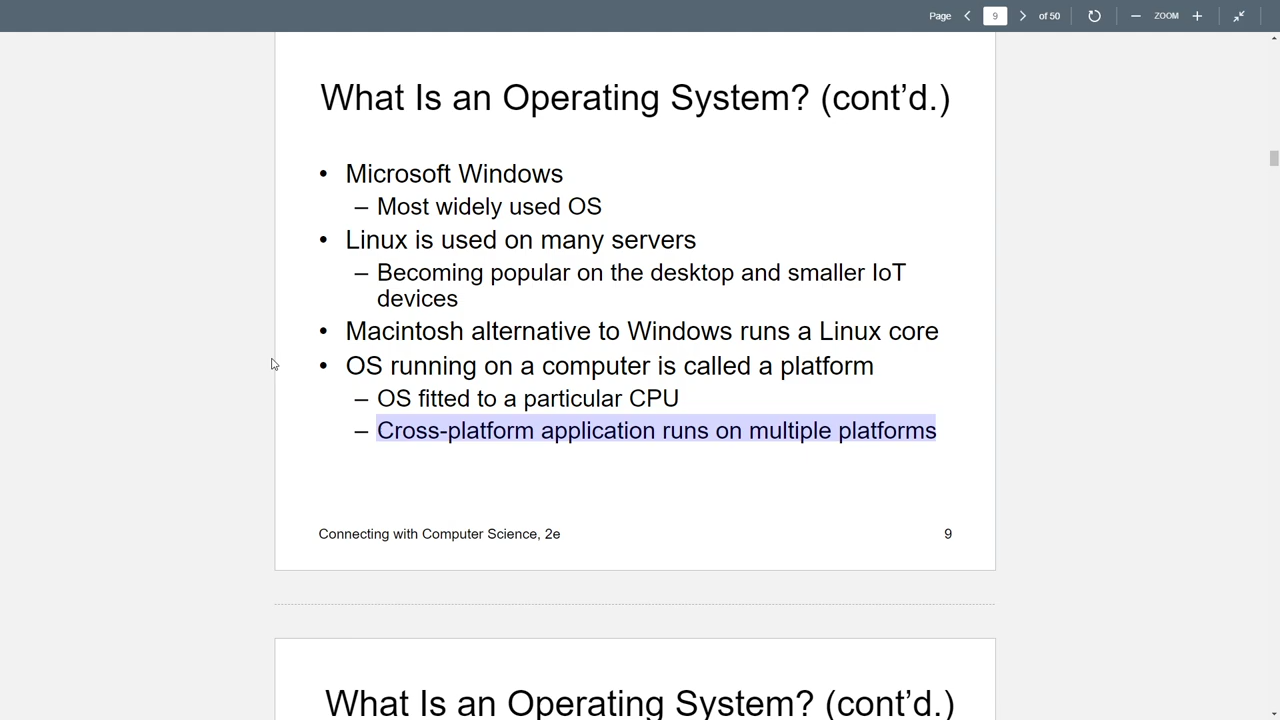 Page 9 of 50 ZOOM
What Is an Operating System? (cont’d.)
• Microsoft Windows
– Most widely used OS
• Linux is used on many servers
– Becoming popular on the desktop and smaller IoT
devices
• Macintosh alternative to Windows runs a Linux core
• OS running on a computer is called a platform
– OS fitted to a particular CPU
– Cross-platform application runs on multiple platforms
Connecting with Computer Science, 2e 9
What Is an Operating System? (cont’d.)